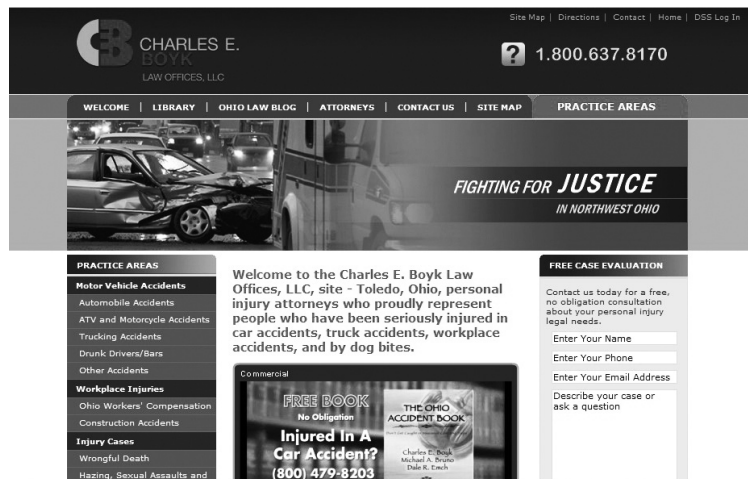 Site Map | Directions | Contact | Home | DSS Log In
CB
CHARLES E.
BOYK
LAW OFFICES, LLC
? 1.800.637.8170
WELCOME | LIBRARY | OHIO LAW BLOG | ATTORNEYS | CONTACT US | SITE MAP
PRACTICE AREAS
FIGHTING FOR JUSTICE
IN NORTHWEST OHIO
PRACTICE AREAS
Motor Vehicle Accidents
Automobile Accidents
ATV and Motorcycle Accidents
Trucking Accidents
Drunk Drivers/Bars
Other Accidents
Workplace Injuries
Ohio Workers' Compensation
Construction Accidents
Injury Cases
Wrongful Death
Hazing, Sexual Assaults and
Welcome to the Charles E. Boyk Law
Offices, LLC, site - Toledo, Ohio, personal
injury attorneys who proudly represent
people who have been seriously injured in
car accidents, truck accidents, workplace
accidents, and by dog bites.
Commercial
FREE BOOK
No Obligation
Injured In A
Car Accident?
(800) 479-8203
THE OHIO
ACCIDENT BOOK
Charles E. Boyk
Michael A. Bruno
Dale R. Emch
FREE CASE EVALUATION
Contact us today for a free,
no obligation consultation
about your personal injury
legal needs.
Enter Your Name
Enter Your Phone
Enter Your Email Address
Describe your case or
ask a question